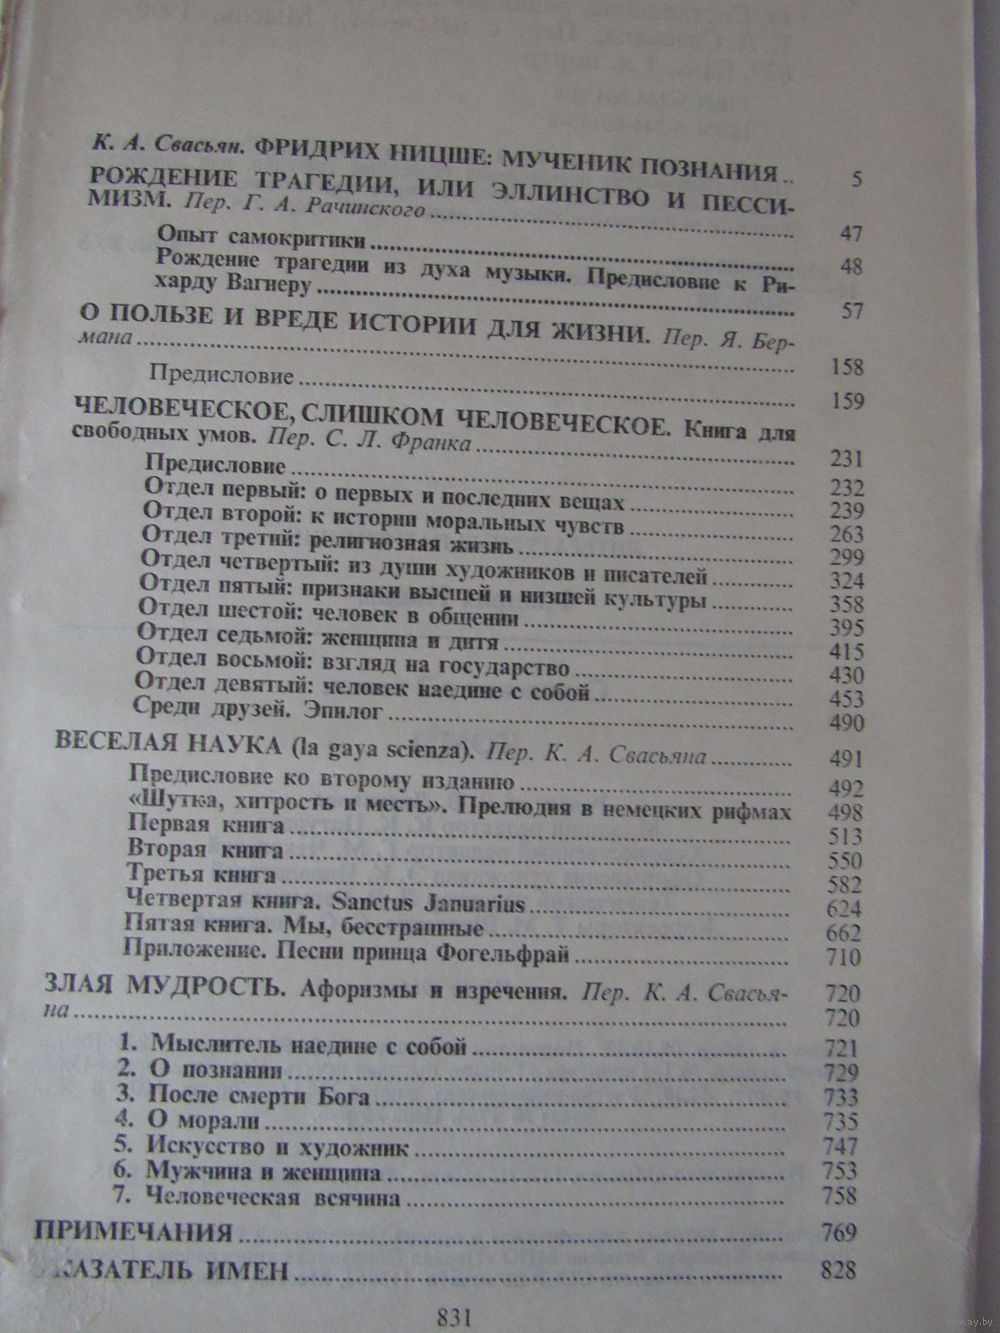 К. А. Свасьян. ФРИДРИХ НИЦШЕ: МУЧЕНИК ПОЗНАНИЯ .. 5
РОЖДЕНИЕ ТРАГЕДИИ, ИЛИ ЭЛЛИНСТВО И ПЕССИ-
МИЗМ. Пер. Г. А. Рачинского ........ 47
Опыт самокритики ........ 48
Рождение трагедии из духа музыки. Предисловие к Ри-
харду Вагнеру ........ 57
О ПОЛЬЗЕ И ВРЕДЕ ИСТОРИИ ДЛЯ ЖИЗНИ. Пер. Я. Бер-
мана ........ 158
Предисловие ........ 159
ЧЕЛОВЕЧЕСКОЕ, СЛИШКОМ ЧЕЛОВЕЧЕСКОЕ. Книга для
свободных умов. Пер. С. Л. Франка ........ 231
Предисловие ........ 232
Отдел первый: о первых и последних вещах ........ 239
Отдел второй: к истории моральных чувств ........ 263
Отдел третий: религиозная жизнь ........ 299
Отдел четвертый: из души художников и писателей ........ 324
Отдел пятый: признаки высшей и низшей культуры ........ 358
Отдел шестой: человек в общении ........ 395
Отдел седьмой: женщина и дитя ........ 415
Отдел восьмой: взгляд на государство ........ 430
Отдел девятый: человек наедине с собой ........ 453
Среди друзей. Эпилог ........ 490
ВЕСЕЛАЯ НАУКА (la gaya scienza). Пер. К. А. Свасьяна ........ 491
Предисловие ко второму изданию ........ 492
«Шутка, хитрость и месть». Прелюдия в немецких рифмах 498
Первая книга ........ 513
Вторая книга ........ 550
Третья книга ........ 582
Четвертая книга. Sanctus Januarius ........ 624
Пятая книга. Мы, бесстрашные ........ 662
Приложение. Песни принца Фогельфрай ........ 710
ЗЛАЯ МУДРОСТЬ. Афоризмы и изречения. Пер. К. А. Свасья- 720
на ........ 720
1. Мыслитель наедине с собой ........ 721
2. О познании ........ 729
3. После смерти Бога ........ 733
4. О морали ........ 735
5. Искусство и художник ........ 747
6. Мужчина и женщина ........ 753
7. Человеческая всячина ........ 758
ПРИМЕЧАНИЯ ........ 769
УКАЗАТЕЛЬ ИМЕН ........ 828
831
www.ay.by